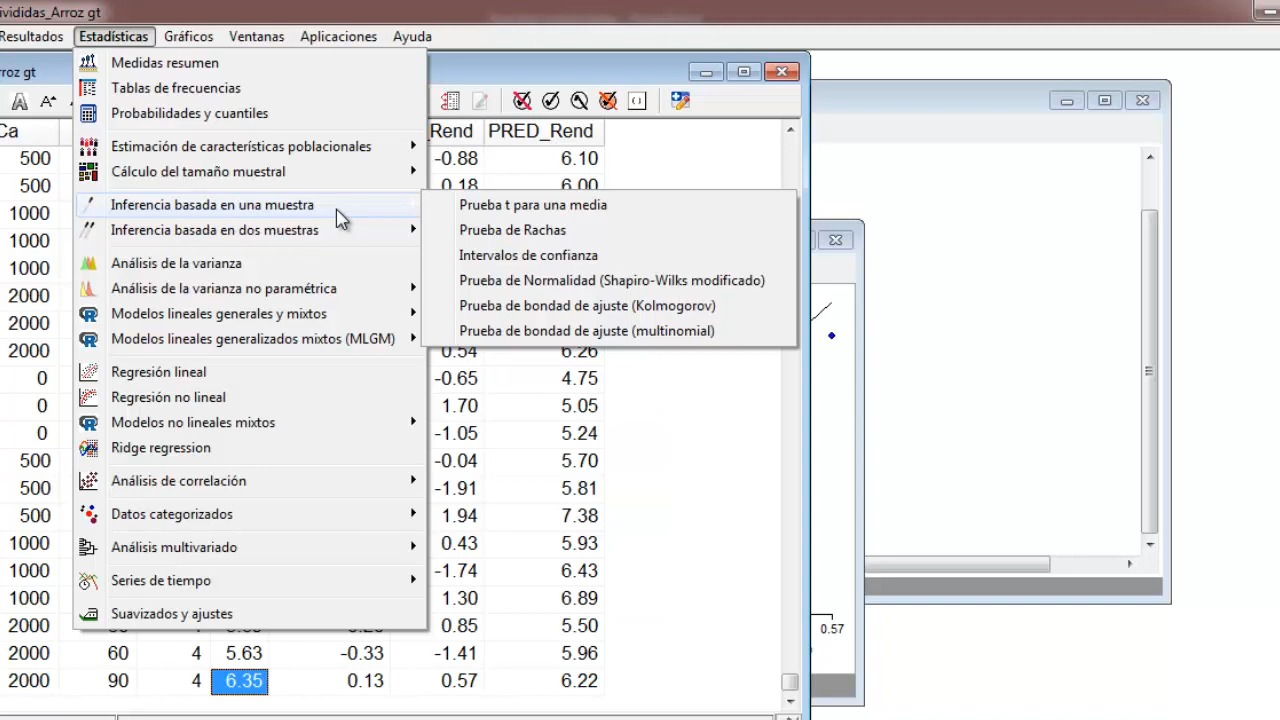 ivididas_Arroz gt
Resultados Estadísticas Gráficos Ventanas Aplicaciones Ayuda
rroz gt
Medidas resumen
Tablas de frecuencias
Probabilidades y cuantiles
Estimación de características poblacionales
Cálculo del tamaño muestral
Inferencia basada en una muestra
Inferencia basada en dos muestras
Análisis de la varianza
Análisis de la varianza no paramétrica
Modelos lineales generales y mixtos
Modelos lineales generalizados mixtos (MLGM)
Regresión lineal
Regresión no lineal
Modelos no lineales mixtos
Ridge regression
Análisis de correlación
Datos categorizados
Análisis multivariado
Series de tiempo
Suavizados y ajustes
Prueba t para una media
Prueba de Rachas
Intervalos de confianza
Prueba de Normalidad (Shapiro-Wilks modificado)
Prueba de bondad de ajuste (Kolmogorov)
Prueba de bondad de ajuste (multinomial)
Ca _Rend PRED_Rend
500 -0.88 6.10
500 0.18 6.00
1000
1000
1000
2000
2000
2000 0.54 6.26
0 -0.65 4.75
0 1.70 5.05
0 -1.05 5.24
500 -0.04 5.70
500 -1.91 5.81
500 1.94 7.38
1000 0.43 5.93
1000 -1.74 6.43
1000 1.30 6.89
2000 0.85 5.50
2000 60 4 5.63 -0.33 -1.41 5.96
2000 90 4 6.35 0.13 0.57 6.22
0.57